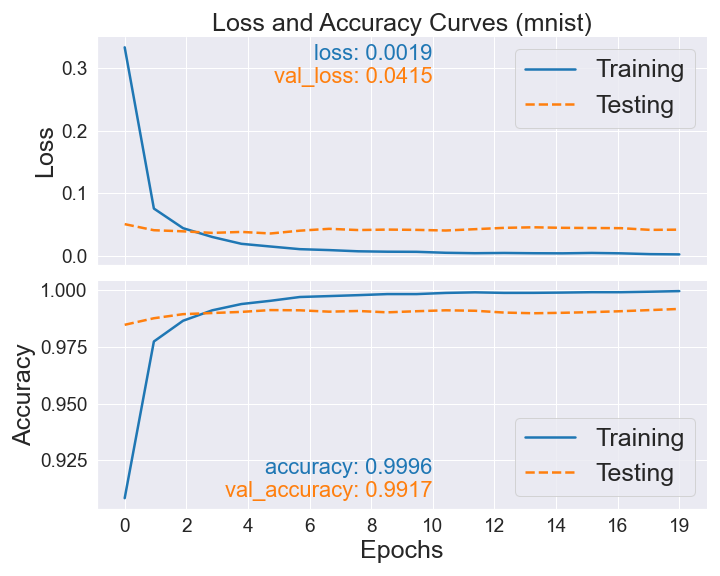 Loss and Accuracy Curves (mnist)
loss: 0.0019
val_loss: 0.0415
Training
Testing
0.3
0.2
0.1
0.0
Loss
1.000
0.975
0.950
0.925
Accuracy
accuracy: 0.9996
val_accuracy: 0.9917
Training
Testing
0 2 4 6 8 10 12 14 16 19
Epochs